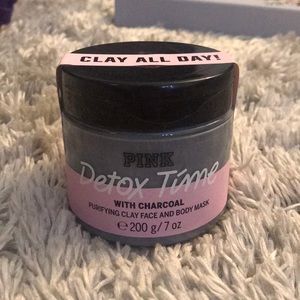 CLAY ALL DAY!
PINK
Detox Time
WITH CHARCOAL
PURIFYING CLAY FACE AND BODY MASK
℮ 200 g / 7 oz